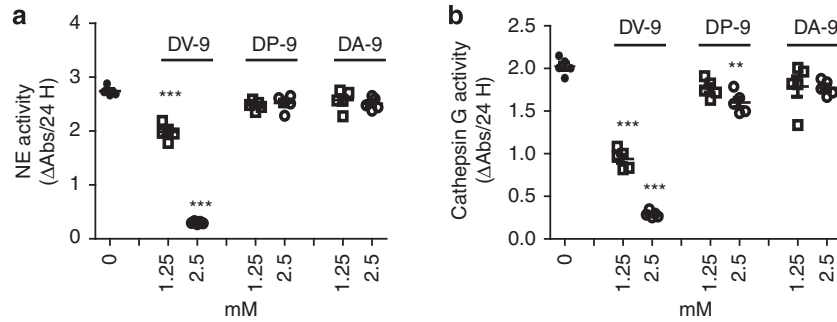 a
DV-9 DP-9 DA-9
NE activity
(ΔAbs/24 H)
4
3
2
1
0
***
***
0 1.25 2.5 1.25 2.5 1.25 2.5
mM
b
DV-9 DP-9 DA-9
Cathepsin G activity
(ΔAbs/24 H)
2.5
2.0
1.5
1.0
0.5
0.0
**
***
***
0 1.25 2.5 1.25 2.5 1.25 2.5
mM